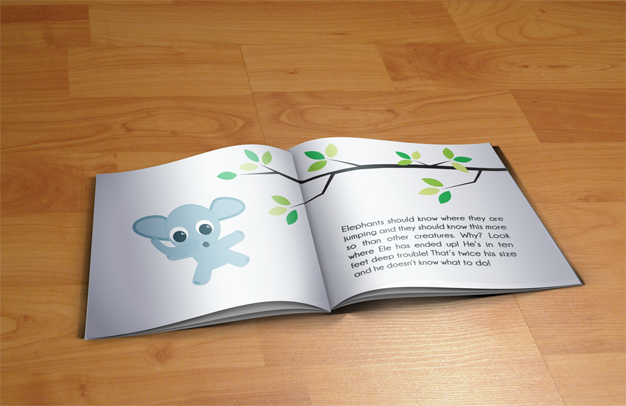 Elephants should know where they are
jumping and they should know this more
so than other creatures. Why? Look
where Ele has ended up! He's in ten
feet deep trouble! That's twice his size
and he doesn't know what to do!